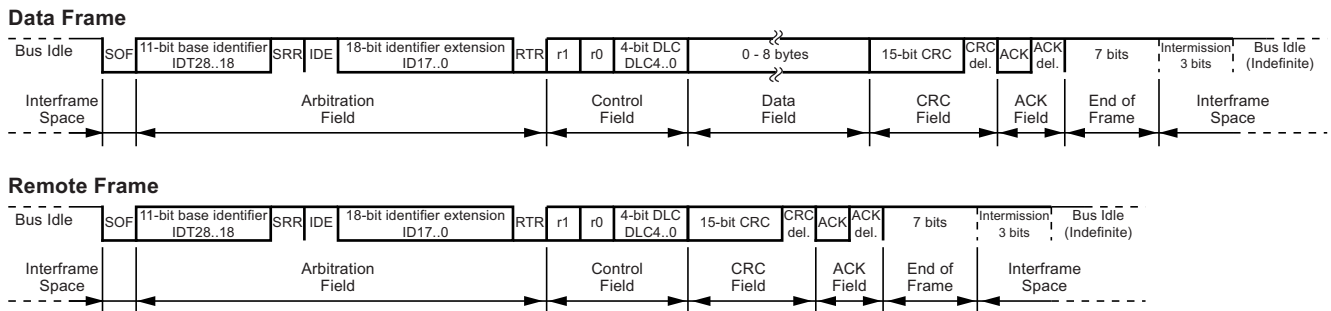 Data Frame
Bus Idle SOF 11-bit base identifier IDT28..18 SRR IDE 18-bit identifier extension ID17..0 RTR r1 r0 4-bit DLC DLC4..0 0 - 8 bytes 15-bit CRC CRC del. ACK ACK del. 7 bits Intermission 3 bits Bus Idle (Indefinite)
Interframe Space Arbitration Field Control Field Data Field CRC Field ACK Field End of Frame Interframe Space
Remote Frame
Bus Idle SOF 11-bit base identifier IDT28..18 SRR IDE 18-bit identifier extension ID17..0 RTR r1 r0 4-bit DLC DLC4..0 15-bit CRC CRC del. ACK ACK del. 7 bits Intermission 3 bits Bus Idle (Indefinite)
Interframe Space Arbitration Field Control Field CRC Field ACK Field End of Frame Interframe Space